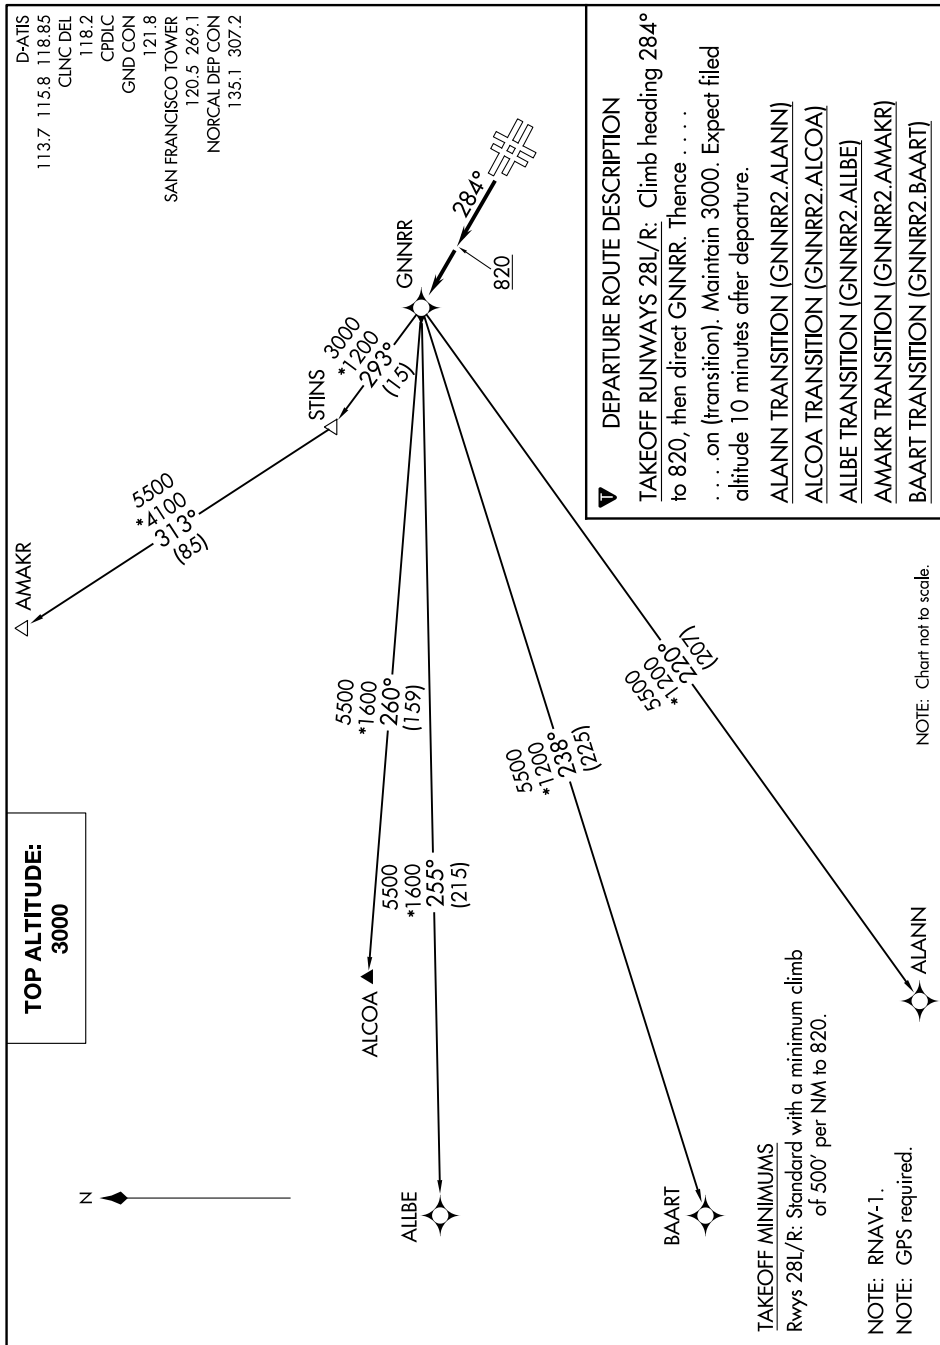 TOP ALTITUDE:
3000
D-ATIS
113.7 115.8 118.85
CLNC DEL
118.2
CPDLC
GND CON
121.8
SAN FRANCISCO TOWER
120.5 269.1
NORCAL DEP CON
135.1 307.2
N
AMAKR
5500
*4100
313°
(85)
STINS
3000
*1200
293°
(15)
GNNRR
284°
820
ALCOA
5500
*1600
260°
(159)
ALLBE
5500
*1600
255°
(215)
BAART
5500
*1200
238°
(225)
ALANN
5500
*1200
220°
(207)
TAKEOFF MINIMUMS
Rwys 28L/R: Standard with a minimum climb
of 500' per NM to 820.
NOTE: RNAV-1.
NOTE: GPS required.
NOTE: Chart not to scale.
T
DEPARTURE ROUTE DESCRIPTION
TAKEOFF RUNWAYS 28L/R: Climb heading 284°
to 820, then direct GNNRR. Thence . . . .
. . . .on (transition). Maintain 3000. Expect filed
altitude 10 minutes after departure.
ALANN TRANSITION (GNNRR2.ALANN)
ALCOA TRANSITION (GNNRR2.ALCOA)
ALLBE TRANSITION (GNNRR2.ALLBE)
AMAKR TRANSITION (GNNRR2.AMAKR)
BAART TRANSITION (GNNRR2.BAART)